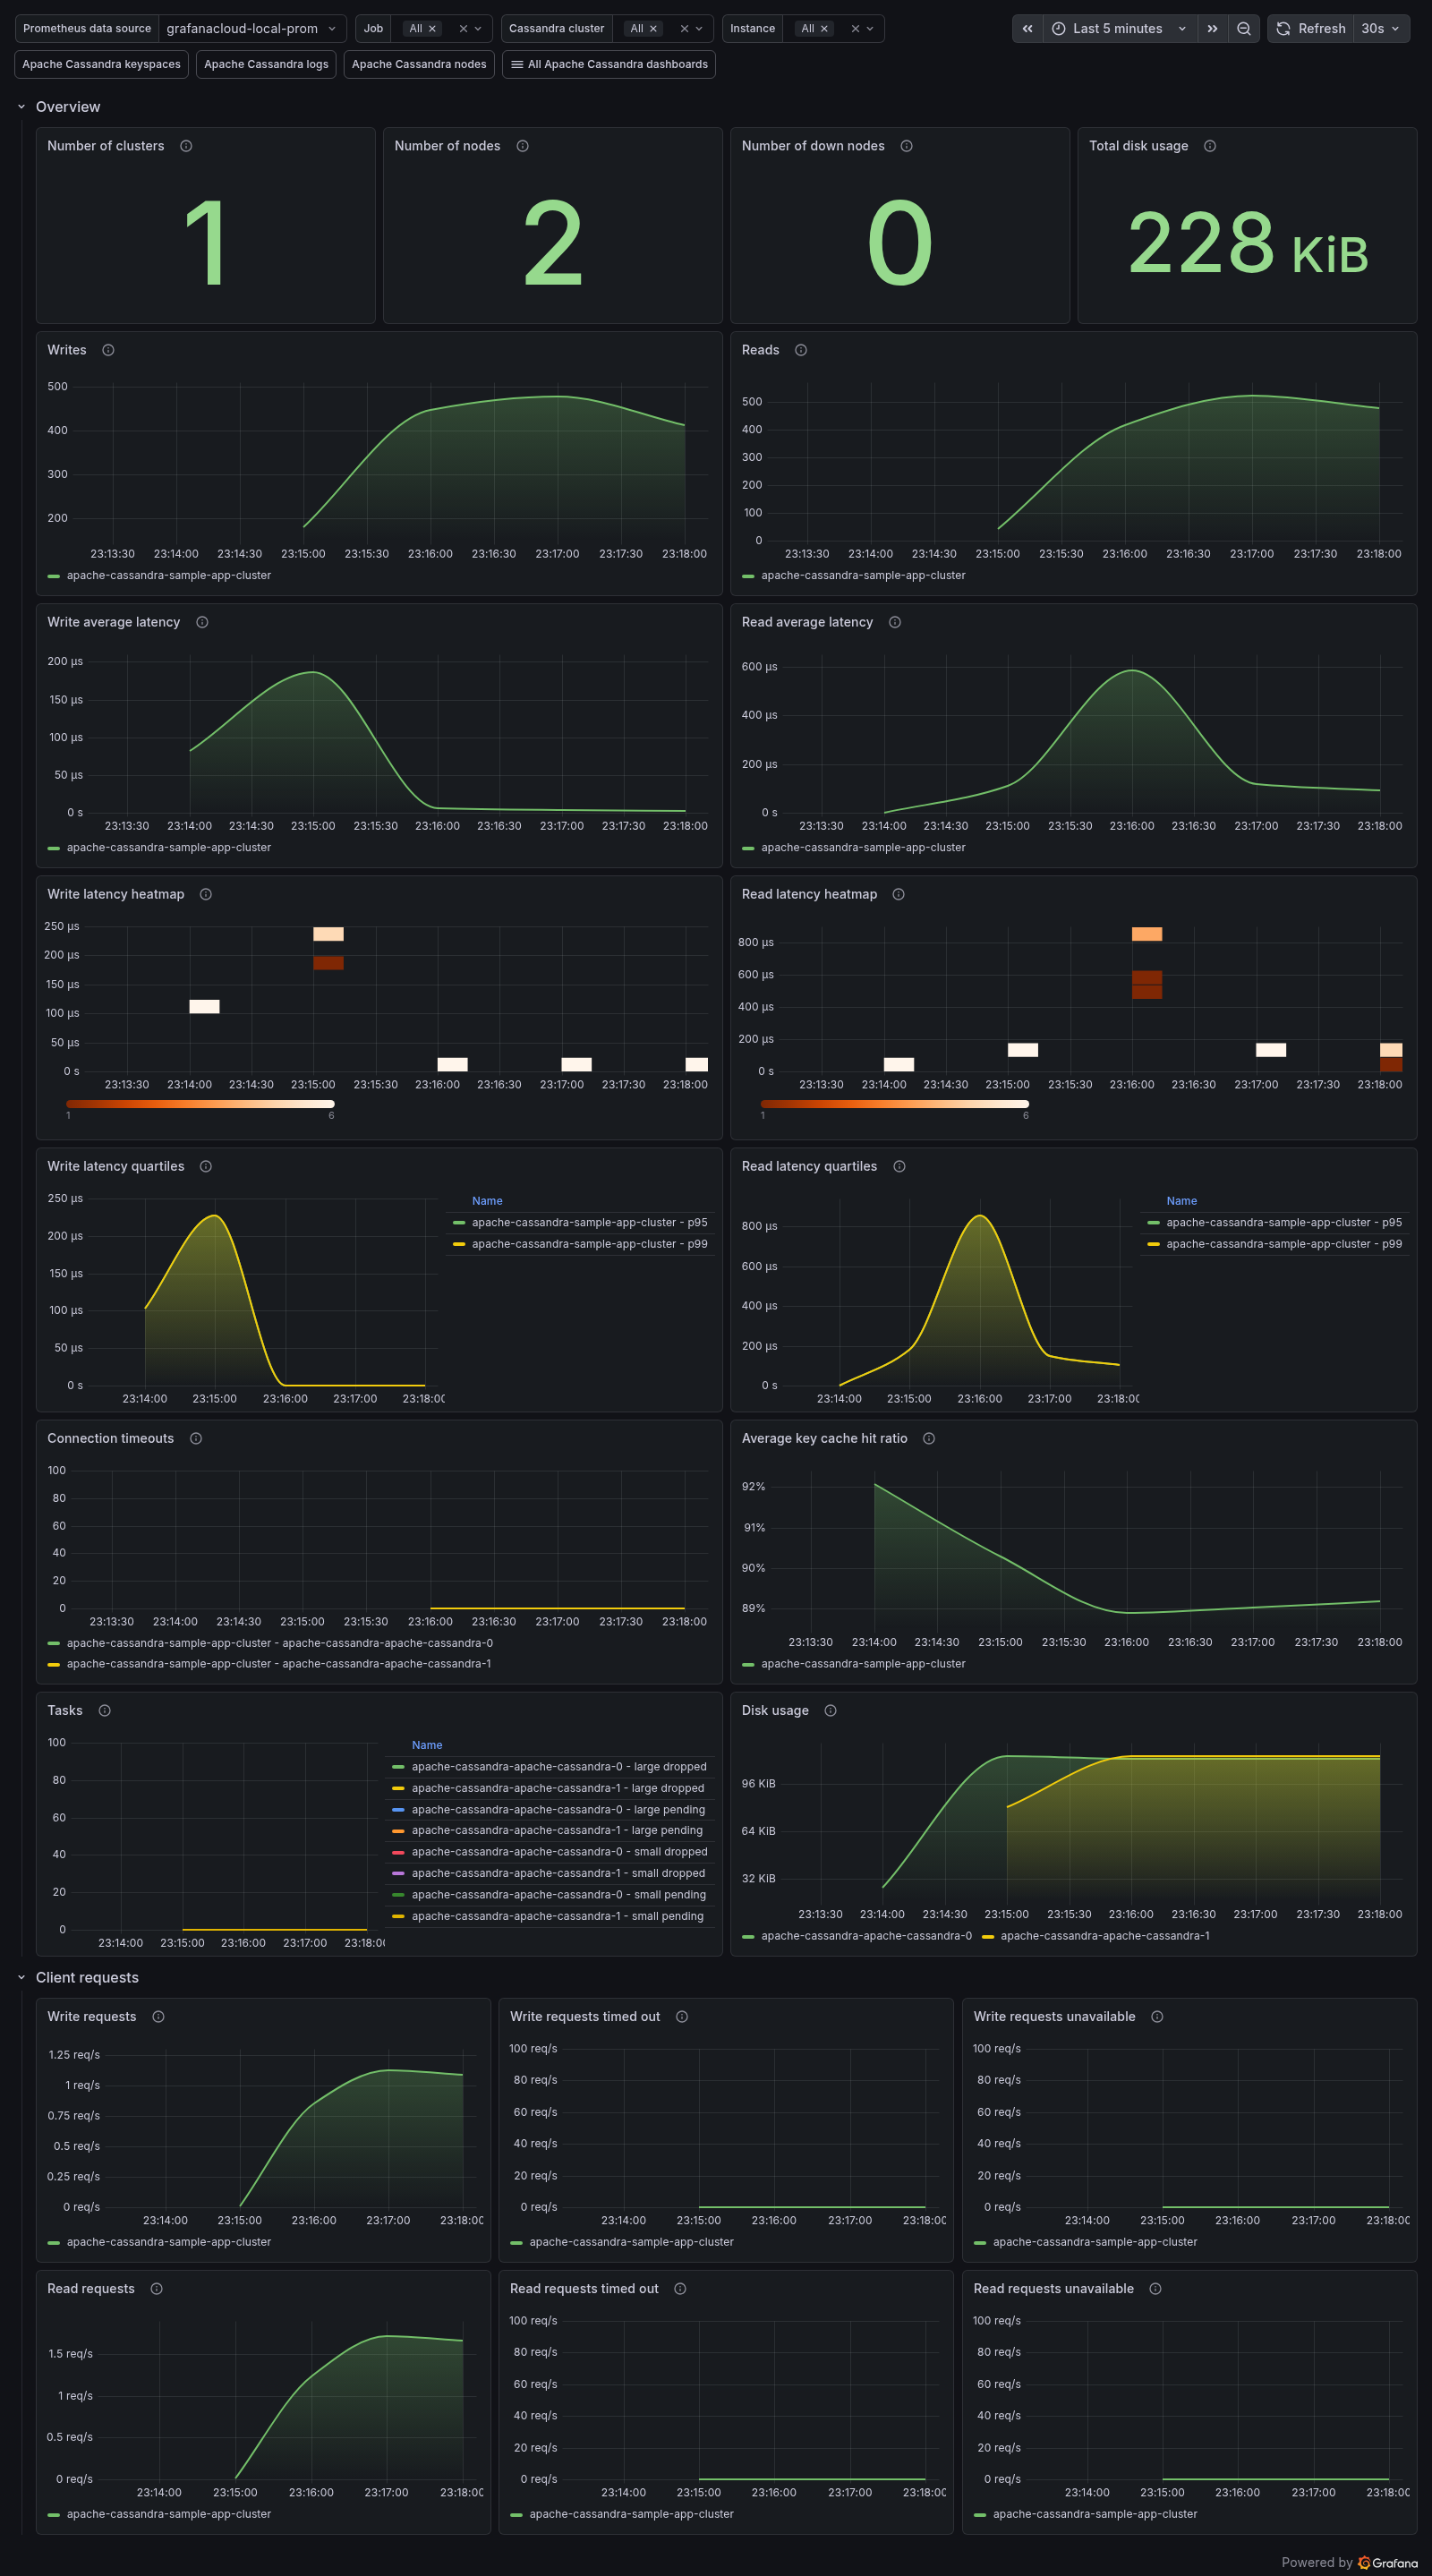 Prometheus data source grafanacloud-local-prom Job All Cassandra cluster All Instance All Last 5 minutes Refresh 30s
Apache Cassandra keyspaces Apache Cassandra logs Apache Cassandra nodes All Apache Cassandra dashboards
Overview
Number of clusters
1
Number of nodes
2
Number of down nodes
0
Total disk usage
228 KiB
Writes
500
400
300
200
23:13:30 23:14:00 23:14:30 23:15:00 23:15:30 23:16:00 23:16:30 23:17:00 23:17:30 23:18:00
apache-cassandra-sample-app-cluster
Reads
500
400
300
200
100
0
23:13:30 23:14:00 23:14:30 23:15:00 23:15:30 23:16:00 23:16:30 23:17:00 23:17:30 23:18:00
apache-cassandra-sample-app-cluster
Write average latency
200 µs
150 µs
100 µs
50 µs
0 s
23:13:30 23:14:00 23:14:30 23:15:00 23:15:30 23:16:00 23:16:30 23:17:00 23:17:30 23:18:00
apache-cassandra-sample-app-cluster
Read average latency
600 µs
400 µs
200 µs
0 s
23:13:30 23:14:00 23:14:30 23:15:00 23:15:30 23:16:00 23:16:30 23:17:00 23:17:30 23:18:00
apache-cassandra-sample-app-cluster
Write latency heatmap
250 µs
200 µs
150 µs
100 µs
50 µs
0 s
23:13:30 23:14:00 23:14:30 23:15:00 23:15:30 23:16:00 23:16:30 23:17:00 23:17:30 23:18:00
1 6
Read latency heatmap
800 µs
600 µs
400 µs
200 µs
0 s
23:13:30 23:14:00 23:14:30 23:15:00 23:15:30 23:16:00 23:16:30 23:17:00 23:17:30 23:18:00
1 6
Write latency quartiles
250 µs
200 µs
150 µs
100 µs
50 µs
0 s
23:14:00 23:15:00 23:16:00 23:17:00 23:18:00
Name
apache-cassandra-sample-app-cluster - p95
apache-cassandra-sample-app-cluster - p99
Read latency quartiles
800 µs
600 µs
400 µs
200 µs
0 s
23:14:00 23:15:00 23:16:00 23:17:00 23:18:00
Name
apache-cassandra-sample-app-cluster - p95
apache-cassandra-sample-app-cluster - p99
Connection timeouts
100
80
60
40
20
0
23:13:30 23:14:00 23:14:30 23:15:00 23:15:30 23:16:00 23:16:30 23:17:00 23:17:30 23:18:00
apache-cassandra-sample-app-cluster - apache-cassandra-apache-cassandra-0
apache-cassandra-sample-app-cluster - apache-cassandra-apache-cassandra-1
Average key cache hit ratio
92%
91%
90%
89%
23:13:30 23:14:00 23:14:30 23:15:00 23:15:30 23:16:00 23:16:30 23:17:00 23:17:30 23:18:00
apache-cassandra-sample-app-cluster
Tasks
100
80
60
40
20
0
23:14:00 23:15:00 23:16:00 23:17:00 23:18:00
Name
apache-cassandra-apache-cassandra-0 - large dropped
apache-cassandra-apache-cassandra-1 - large dropped
apache-cassandra-apache-cassandra-0 - large pending
apache-cassandra-apache-cassandra-1 - large pending
apache-cassandra-apache-cassandra-0 - small dropped
apache-cassandra-apache-cassandra-1 - small dropped
apache-cassandra-apache-cassandra-0 - small pending
apache-cassandra-apache-cassandra-1 - small pending
Disk usage
96 KiB
64 KiB
32 KiB
23:13:30 23:14:00 23:14:30 23:15:00 23:15:30 23:16:00 23:16:30 23:17:00 23:17:30 23:18:00
apache-cassandra-apache-cassandra-0 apache-cassandra-apache-cassandra-1
Client requests
Write requests
1.25 req/s
1 req/s
0.75 req/s
0.5 req/s
0.25 req/s
0 req/s
23:14:00 23:15:00 23:16:00 23:17:00 23:18:00
apache-cassandra-sample-app-cluster
Write requests timed out
100 req/s
80 req/s
60 req/s
40 req/s
20 req/s
0 req/s
23:14:00 23:15:00 23:16:00 23:17:00 23:18:00
apache-cassandra-sample-app-cluster
Write requests unavailable
100 req/s
80 req/s
60 req/s
40 req/s
20 req/s
0 req/s
23:14:00 23:15:00 23:16:00 23:17:00 23:18:00
apache-cassandra-sample-app-cluster
Read requests
1.5 req/s
1 req/s
0.5 req/s
0 req/s
23:14:00 23:15:00 23:16:00 23:17:00 23:18:00
apache-cassandra-sample-app-cluster
Read requests timed out
100 req/s
80 req/s
60 req/s
40 req/s
20 req/s
0 req/s
23:14:00 23:15:00 23:16:00 23:17:00 23:18:00
apache-cassandra-sample-app-cluster
Read requests unavailable
100 req/s
80 req/s
60 req/s
40 req/s
20 req/s
0 req/s
23:14:00 23:15:00 23:16:00 23:17:00 23:18:00
apache-cassandra-sample-app-cluster
Powered by Grafana